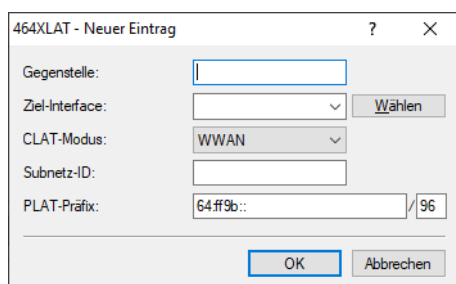 464XLAT - Neuer Eintrag ? ×
Gegenstelle:
Ziel-Interface: Wählen
CLAT-Modus: WWAN
Subnetz-ID:
PLAT-Präfix: 64:ff9b:: / 96
OK Abbrechen